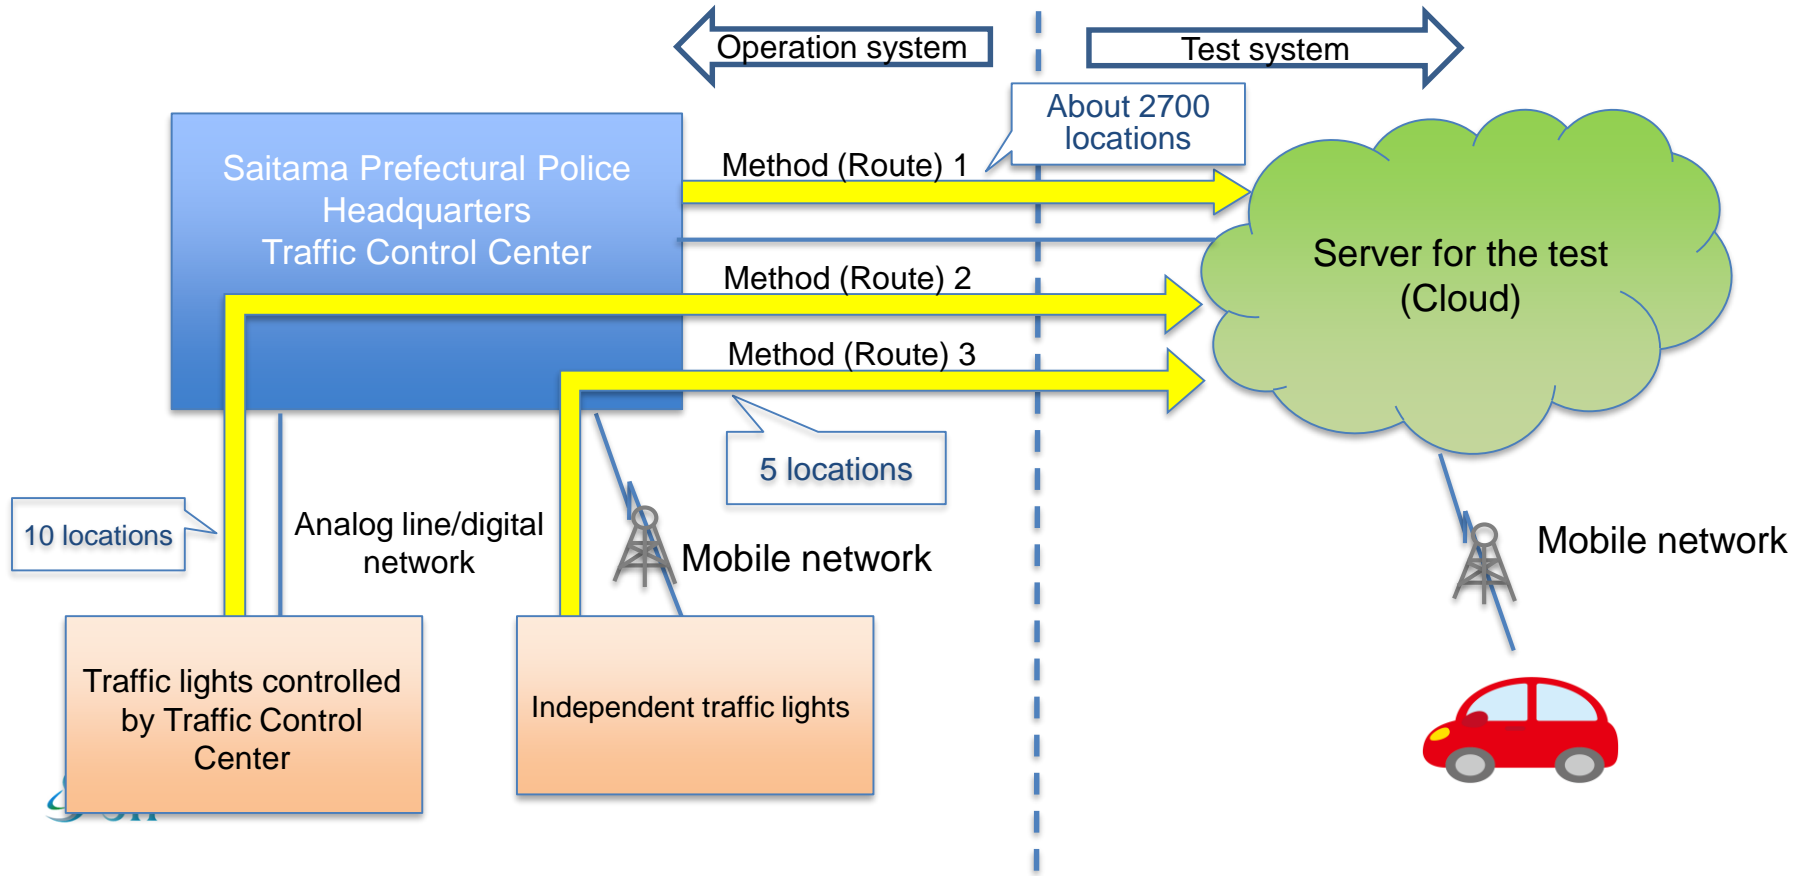 Operation system
Test system
About 2700
locations
Saitama Prefectural Police
Headquarters
Traffic Control Center
Method (Route) 1
Method (Route) 2
Method (Route) 3
Server for the test
(Cloud)
5 locations
10 locations
Analog line/digital
network
Mobile network
Mobile network
Traffic lights controlled
by Traffic Control
Center
Independent traffic lights